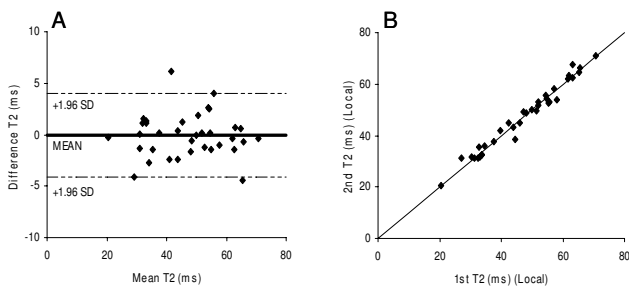 A
10
5
0
-5
-10
Difference T2 (ms)
+1.96 SD
MEAN
+1.96 SD
0 20 40 60 80
Mean T2 (ms)
B
80
60
40
20
0
2nd T2 (ms) (Local)
0 20 40 60 80
1st T2 (ms) (Local)